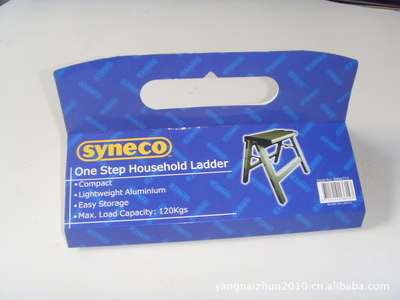 syneco
One Step Household Ladder
• Compact
• Lightweight Aluminium
• Easy Storage
• Max. Load Capacity: 120Kgs
yangnaizhun2010.cn.alibaba.com